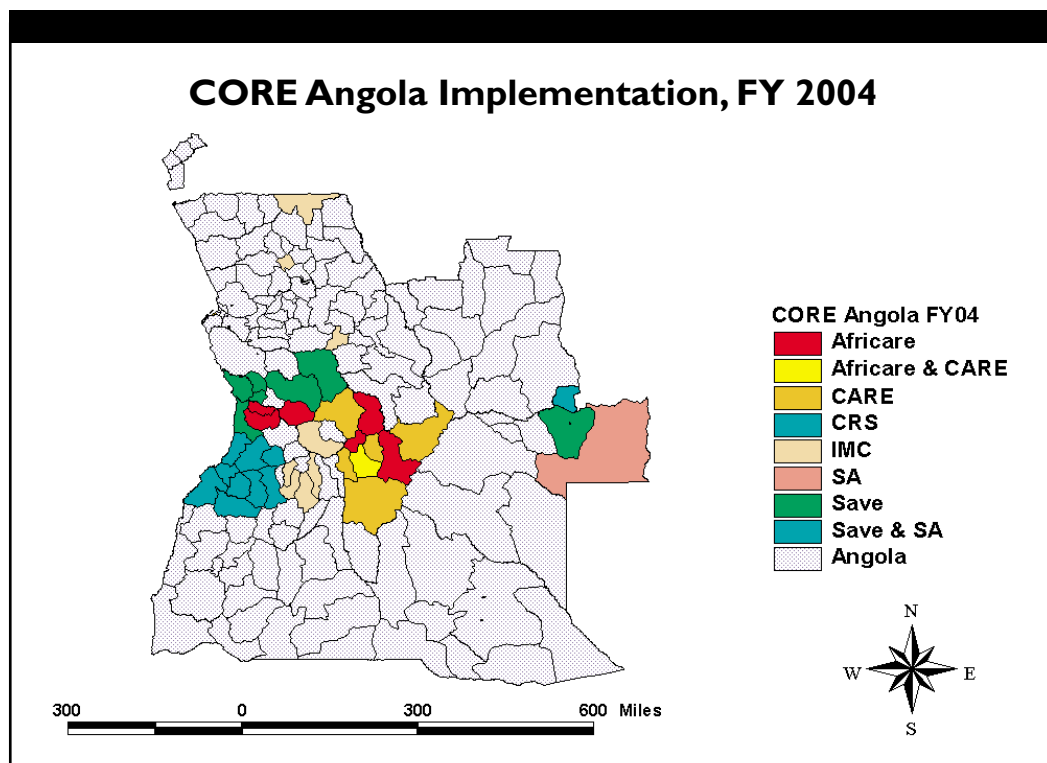 CORE Angola Implementation, FY 2004
CORE Angola FY04
Africare
Africare & CARE
CARE
CRS
IMC
SA
Save
Save & SA
Angola
N
W E
S
300 0 300 600 Miles